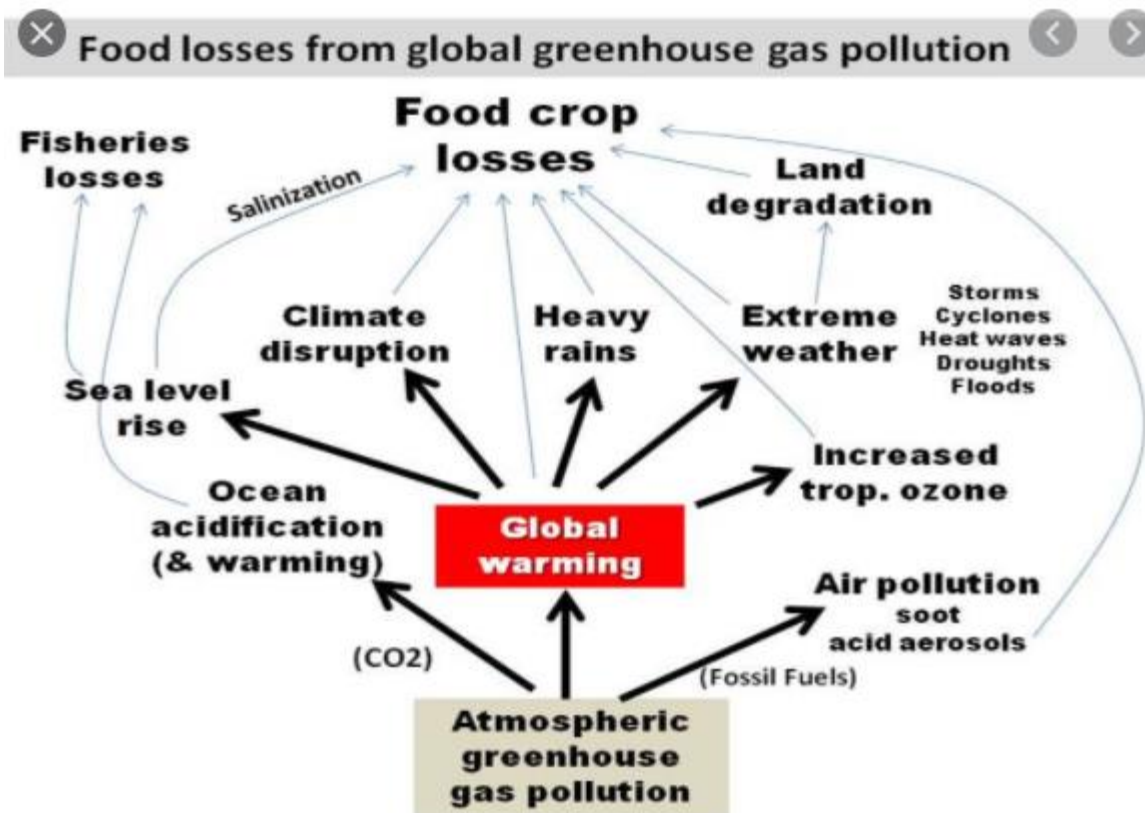 Food losses from global greenhouse gas pollution
Food crop
losses
Fisheries
losses
Salinization
Land
degradation
Climate
disruption
Heavy
rains
Extreme
weather
Storms
Cyclones
Heat waves
Droughts
Floods
Sea level
rise
Increased
trop. ozone
Ocean
acidification
(& warming)
Global
warming
Air pollution
soot
acid aerosols
(CO2)
(Fossil Fuels)
Atmospheric
greenhouse
gas pollution